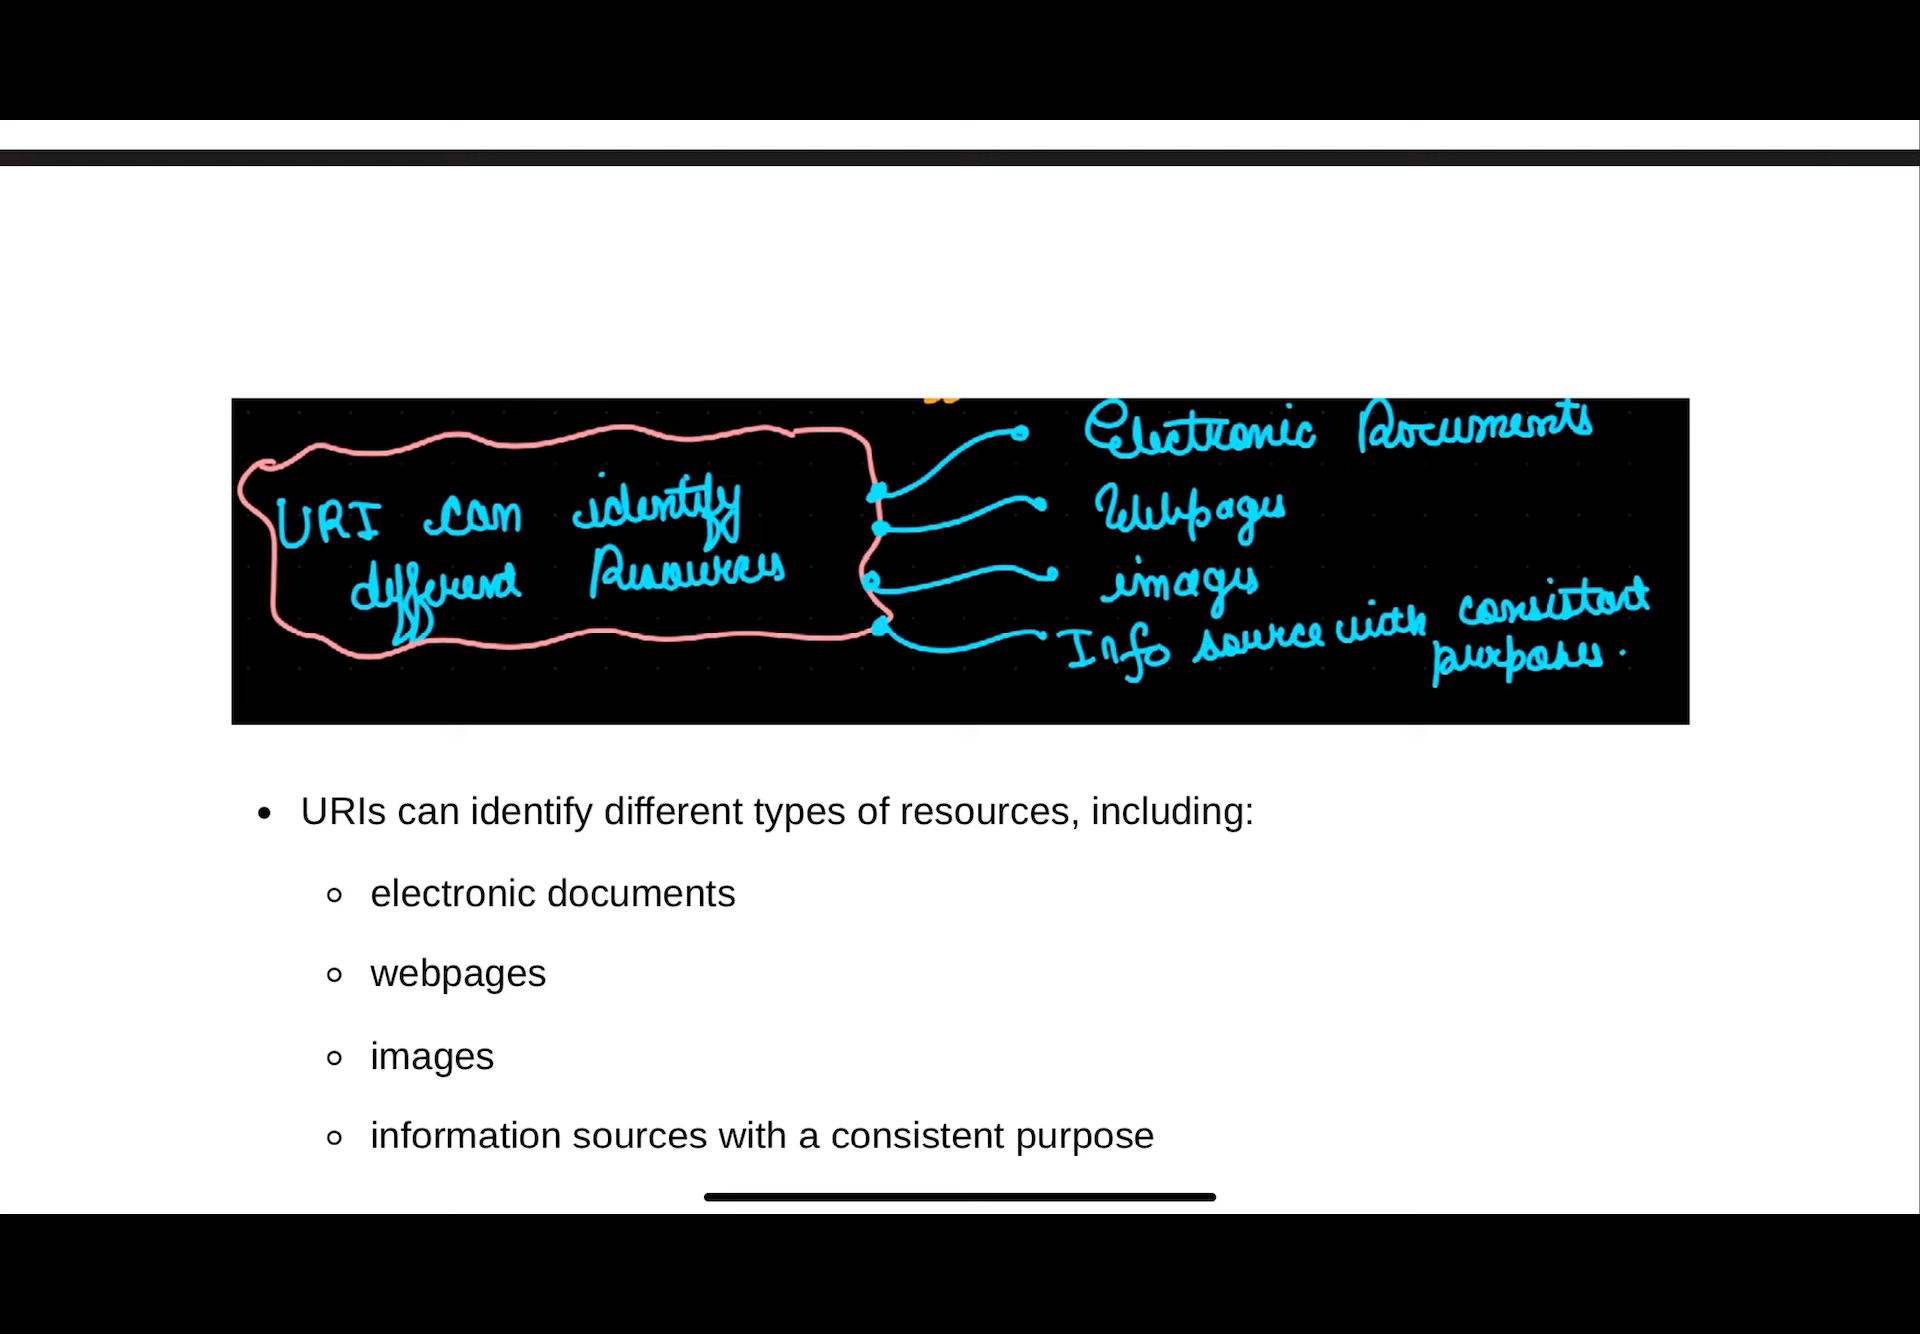 URI can identify
different Resources
Electronic Documents
Webpages
images
Info source with consistent
purposes.
• URIs can identify different types of resources, including:
◦ electronic documents
◦ webpages
◦ images
◦ information sources with a consistent purpose